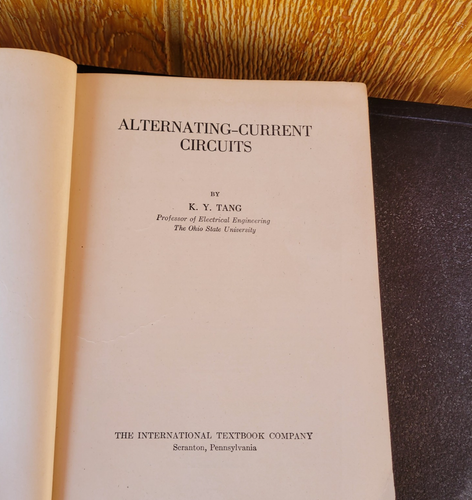 ALTERNATING-CURRENT
CIRCUITS
BY
K. Y. TANG
Professor of Electrical Engineering
The Ohio State University
THE INTERNATIONAL TEXTBOOK COMPANY
Scranton, Pennsylvania